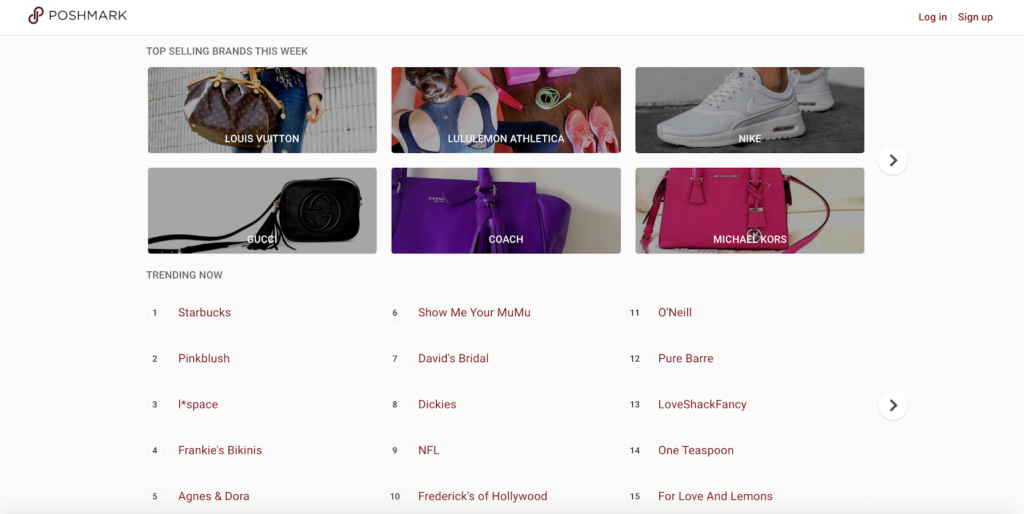 POSHMARK
Log in | Sign up
TOP SELLING BRANDS THIS WEEK
LOUIS VUITTON
LULULEMON ATHLETICA
NIKE
GUCCI
COACH
MICHAEL KORS
TRENDING NOW
1 Starbucks
2 Pinkblush
3 l*space
4 Frankie's Bikinis
5 Agnes & Dora
6 Show Me Your MuMu
7 David's Bridal
8 Dickies
9 NFL
10 Frederick's of Hollywood
11 O'Neill
12 Pure Barre
13 LoveShackFancy
14 One Teaspoon
15 For Love And Lemons